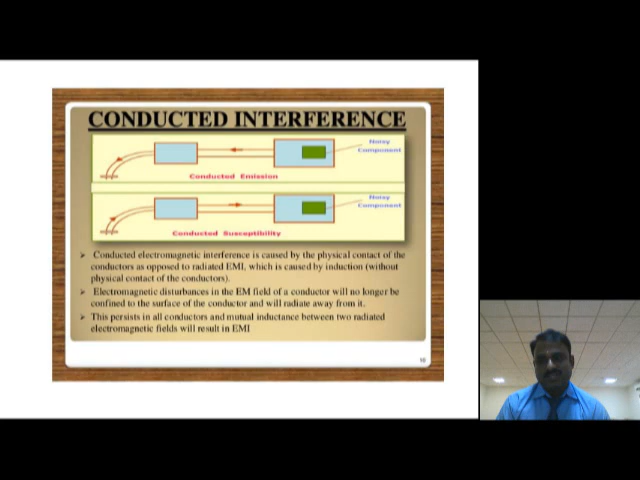 CONDUCTED INTERFERENCE
Noisy
Component
Conducted Emission
Noisy
Component
Conducted Susceptibility
➤ Conducted electromagnetic interference is caused by the physical contact of the
conductors as opposed to radiated EMI, which is caused by induction (without
physical contact of the conductors).
➤ Electromagnetic disturbances in the EM field of a conductor will no longer be
confined to the surface of the conductor and will radiate away from it.
➤ This persists in all conductors and mutual inductance between two radiated
electromagnetic fields will result in EMI